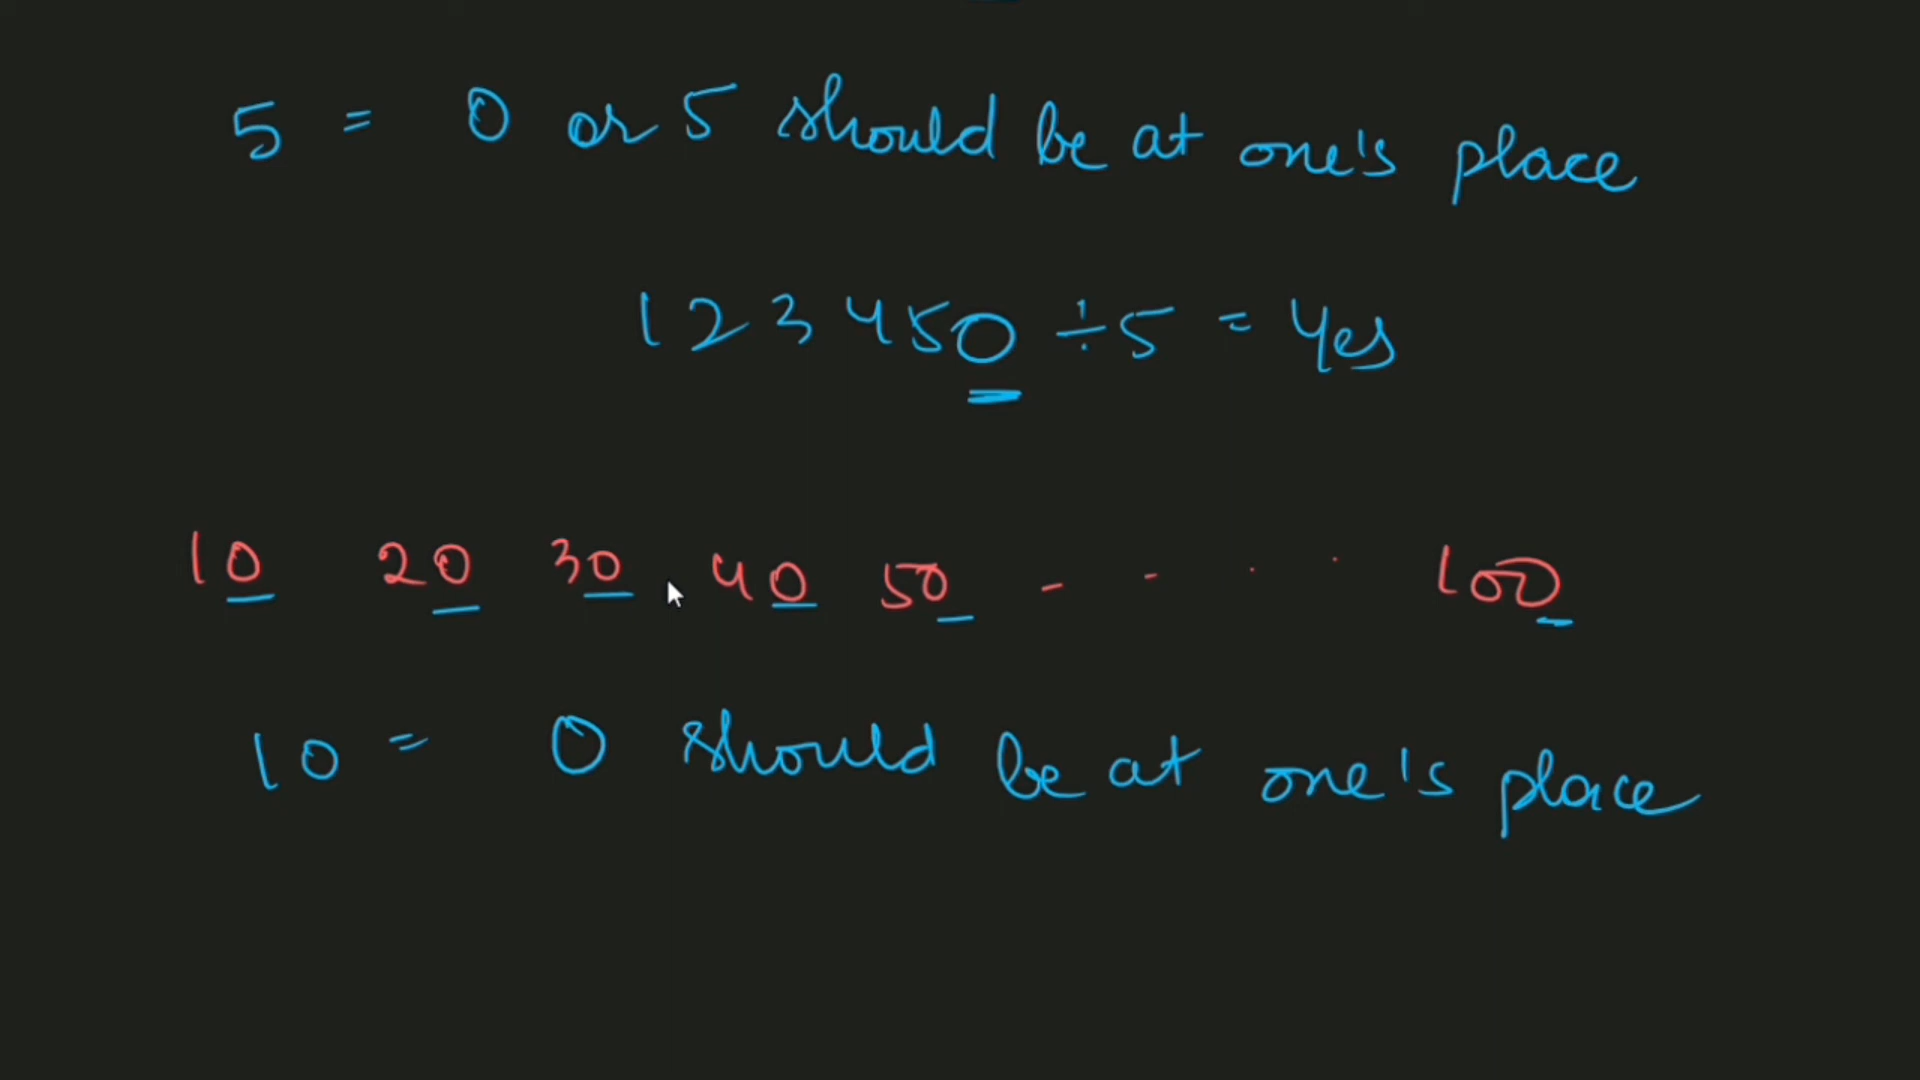 5 = 0 or 5 should be at one's place
123450 ÷ 5 = Yes
10 20 30 40 50 - - . . 100
10 = 0 should be at one's place